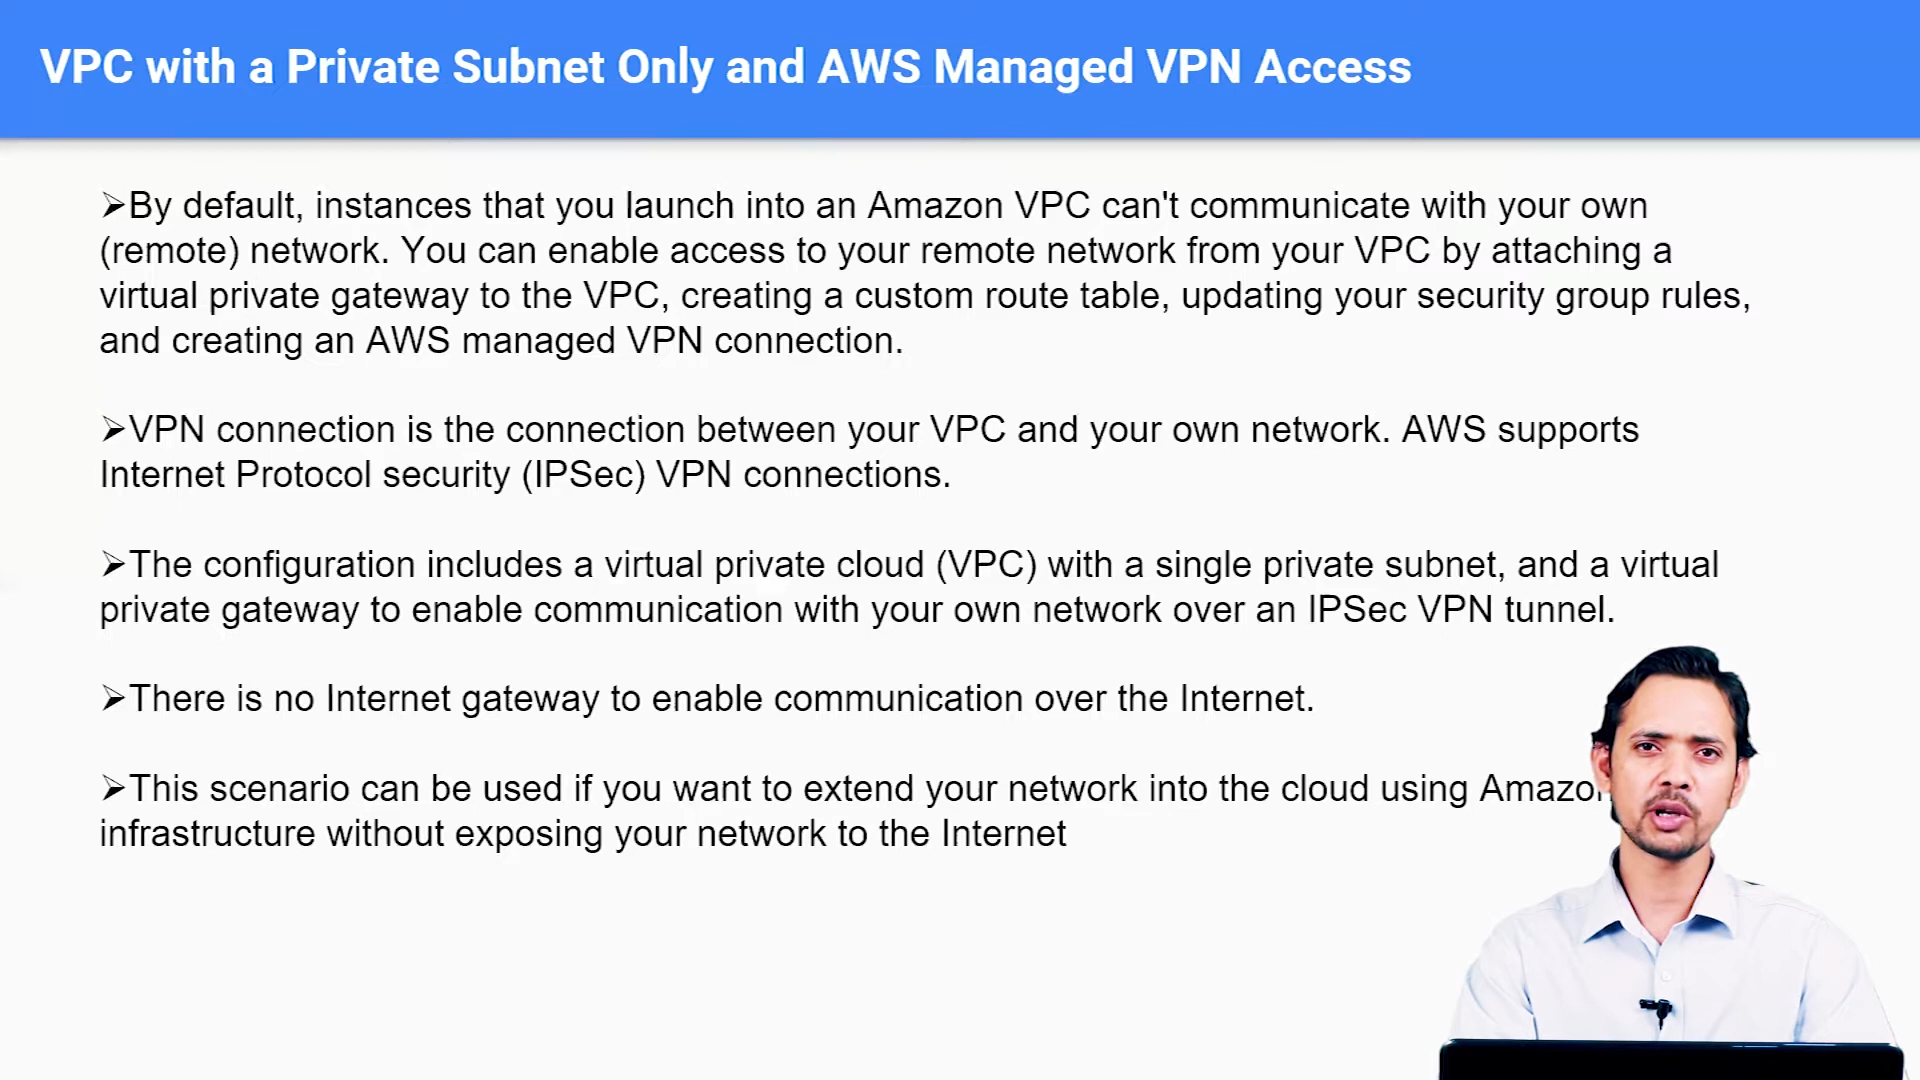 VPC with a Private Subnet Only and AWS Managed VPN Access
➢By default, instances that you launch into an Amazon VPC can't communicate with your own
(remote) network. You can enable access to your remote network from your VPC by attaching a
virtual private gateway to the VPC, creating a custom route table, updating your security group rules,
and creating an AWS managed VPN connection.
➢VPN connection is the connection between your VPC and your own network. AWS supports
Internet Protocol security (IPSec) VPN connections.
➢The configuration includes a virtual private cloud (VPC) with a single private subnet, and a virtual
private gateway to enable communication with your own network over an IPSec VPN tunnel.
➢There is no Internet gateway to enable communication over the Internet.
➢This scenario can be used if you want to extend your network into the cloud using Amazon
infrastructure without exposing your network to the Internet